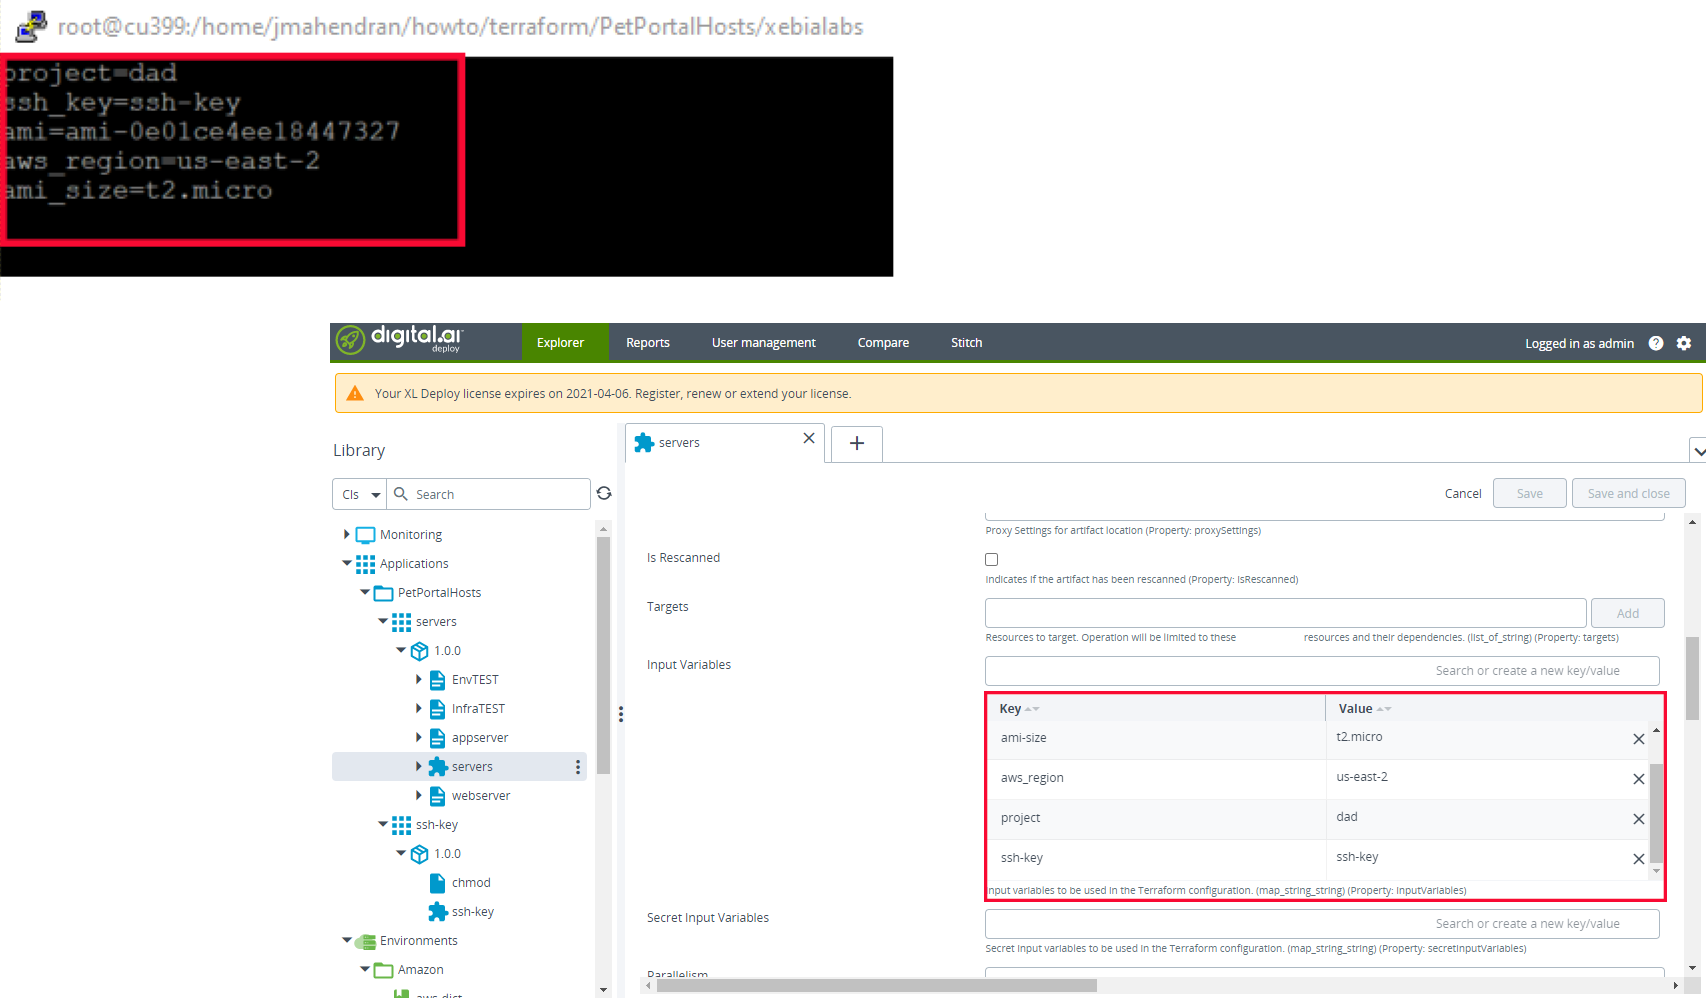 root@cu399:/home/jmahendran/howto/terraform/PetPortalHosts/xebialabs
project=dad
ssh_key=ssh-key
ami=ami-0e01ce4ee18447327
aws_region=us-east-2
ami_size=t2.micro
digital.ai
deploy
Explorer Reports User management Compare Stitch Logged in as admin ?
Your XL Deploy license expires on 2021-04-06. Register, renew or extend your license.
Library
servers
CIs Search
Cancel Save Save and close
Monitoring
Applications
PetPortalHosts
servers
1.0.0
EnvTEST
InfraTEST
appserver
servers
webserver
ssh-key
1.0.0
chmod
ssh-key
Environments
Amazon
aws dict
Proxy Settings for artifact location (Property: proxySettings)
Is Rescanned
Indicates if the artifact has been rescanned (Property: isRescanned)
Targets
Add
Resources to target. Operation will be limited to these resources and their dependencies. (list_of_string) (Property: targets)
Input Variables
Search or create a new key/value
Key Value
ami-size t2.micro
aws_region us-east-2
project dad
ssh-key ssh-key
Input variables to be used in the Terraform configuration. (map_string_string) (Property: inputVariables)
Secret Input Variables
Search or create a new key/value
Secret input variables to be used in the Terraform configuration. (map_string_string) (Property: secretInputVariables)
Parallelism